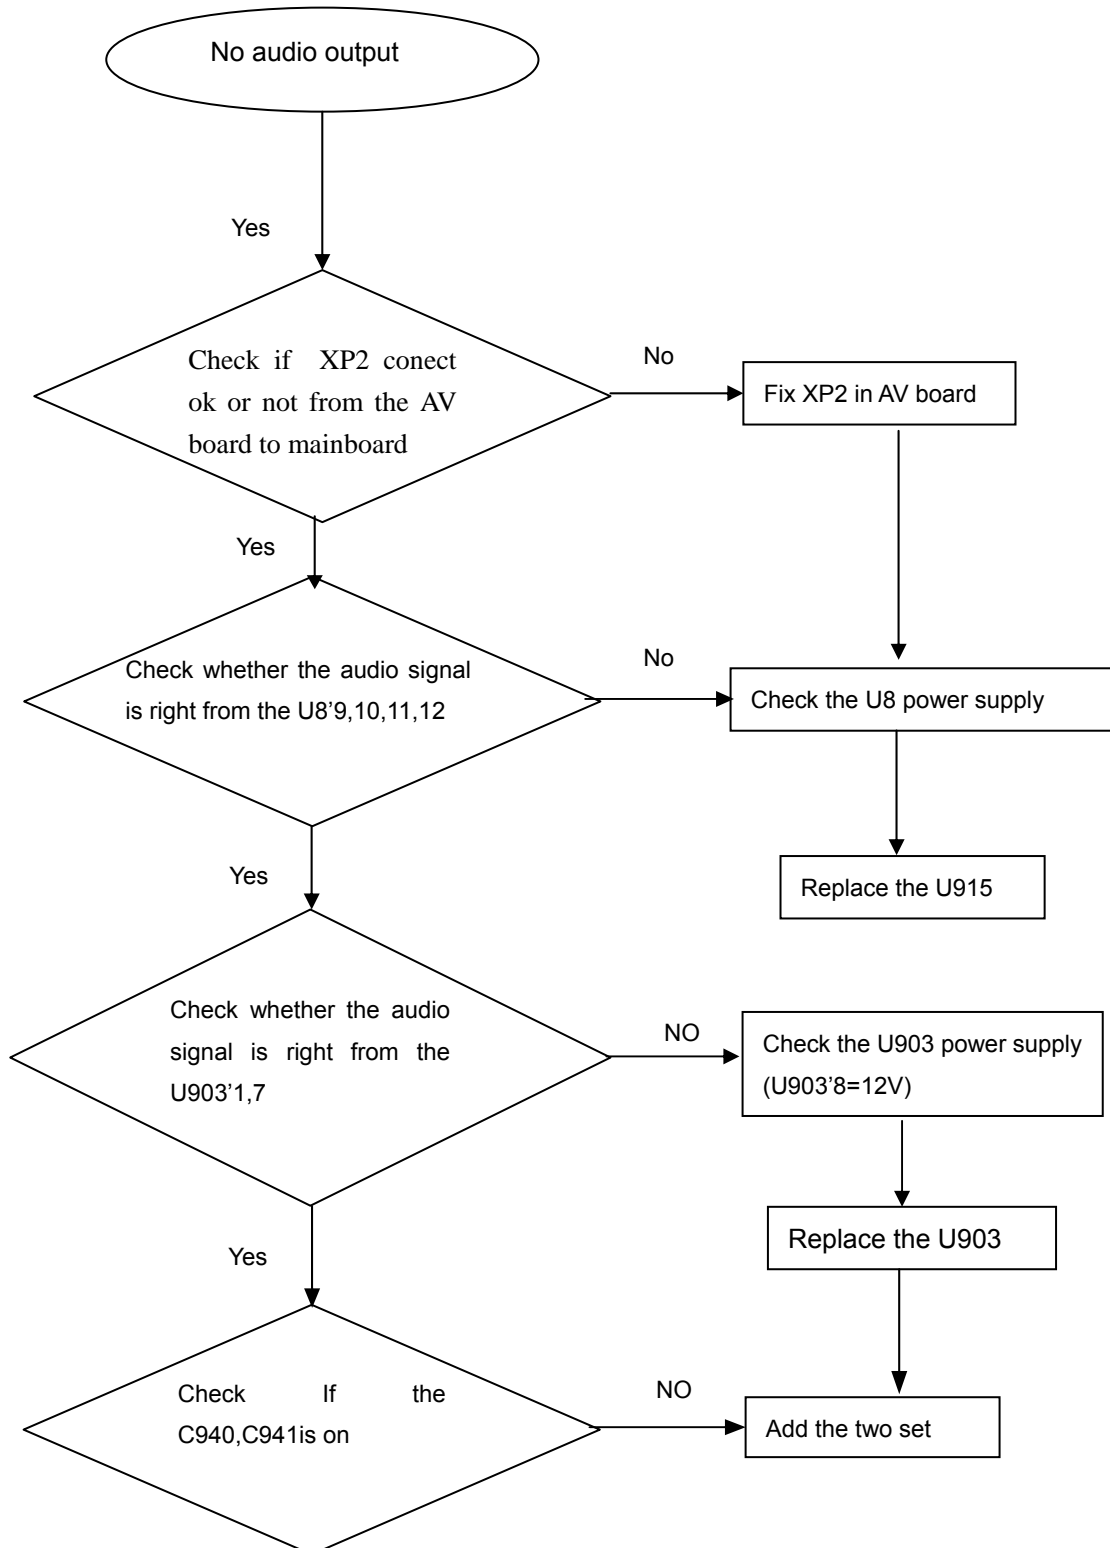 No audio output
Yes
Check if XP2 conect
ok or not from the AV
board to mainboard
No
Fix XP2 in AV board
Yes
Check whether the audio signal
is right from the U8'9,10,11,12
No
Check the U8 power supply
Replace the U915
Yes
Check whether the audio
signal is right from the
U903'1,7
NO
Check the U903 power supply
(U903'8=12V)
Replace the U903
Yes
Check If the
C940,C941is on
NO
Add the two set